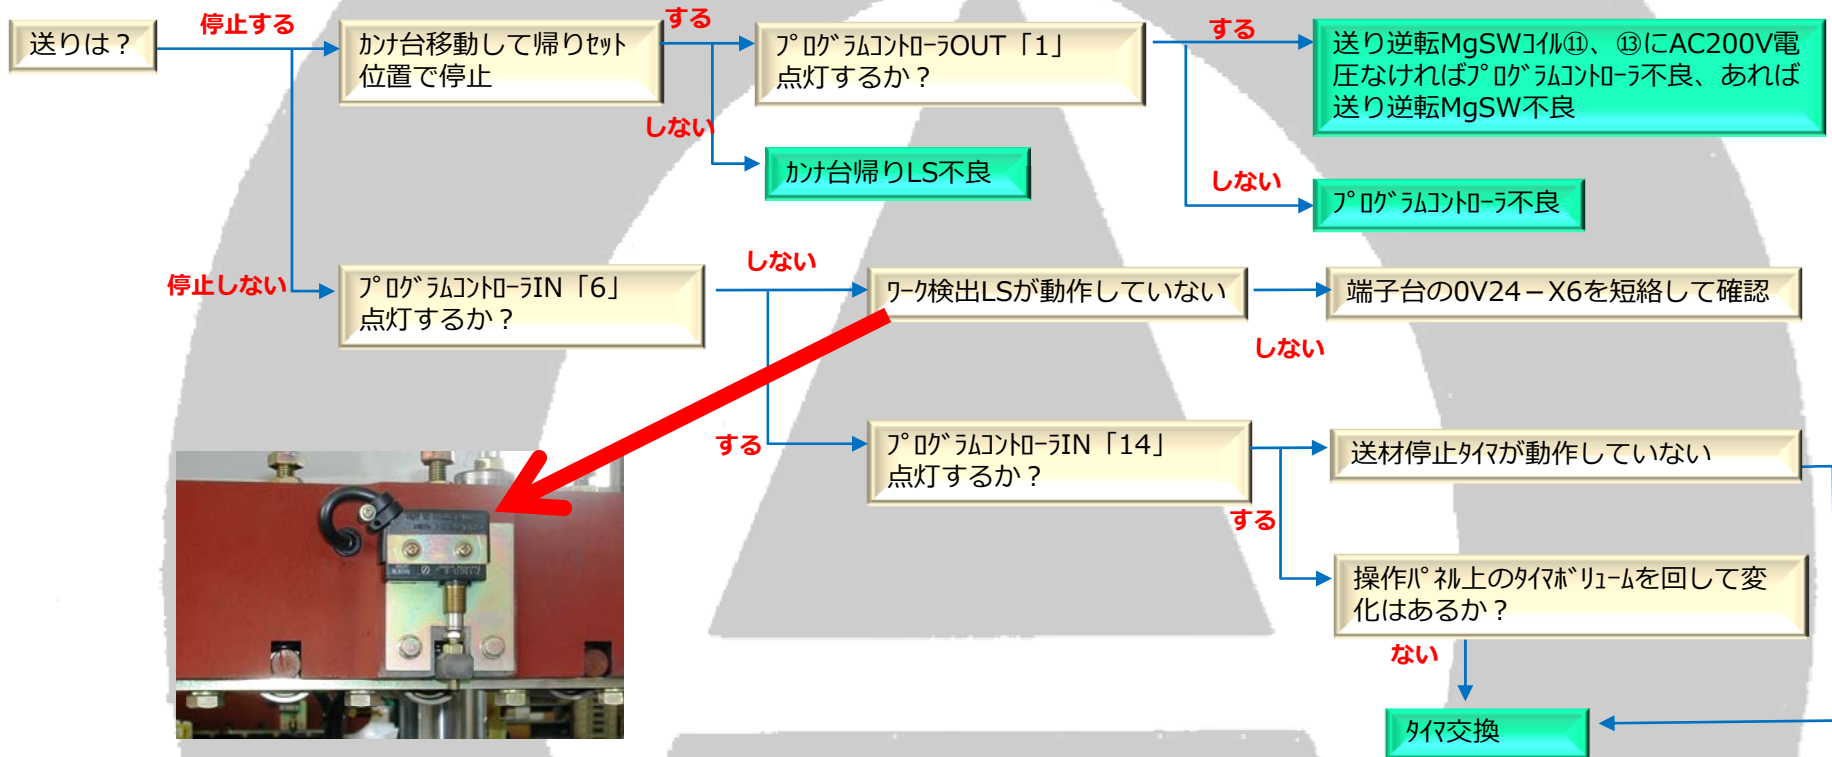 送りは？
停止する
ｶﾝﾅ台移動して帰りｾｯﾄ
位置で停止
する
ﾌﾟﾛｸﾞﾗﾑｺﾝﾄﾛｰﾗOUT「1」
点灯するか？
する
送り逆転MgSWｺｲﾙ⑪、⑬にAC200V電
圧なければﾌﾟﾛｸﾞﾗﾑｺﾝﾄﾛｰﾗ不良、あれば
送り逆転MgSW不良
しない
ｶﾝﾅ台帰りLS不良
しない
ﾌﾟﾛｸﾞﾗﾑｺﾝﾄﾛｰﾗ不良
停止しない
ﾌﾟﾛｸﾞﾗﾑｺﾝﾄﾛｰﾗIN「6」
点灯するか？
しない
ﾜｰｸ検出LSが動作していない
しない
端子台の0V24－X6を短絡して確認
する
ﾌﾟﾛｸﾞﾗﾑｺﾝﾄﾛｰﾗIN「14」
点灯するか？
送材停止ﾀｲﾏが動作していない
する
操作ﾊﾟﾈﾙ上のﾀｲﾏﾎﾞﾘｭｰﾑを回して変
化はあるか？
ない
ﾀｲﾏ交換